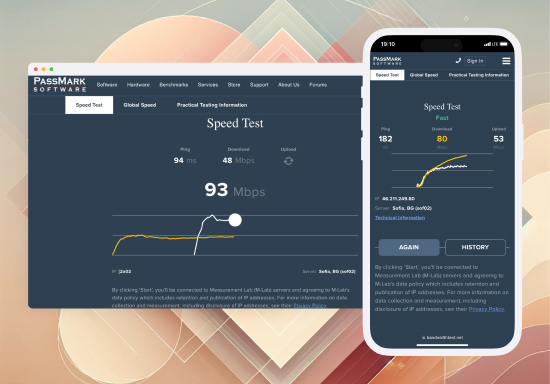 PASSMARK
SOFTWARE
Software Hardware Benchmarks Services Store Support About Us Forums
Speed Test Global Speed Practical Testing Information
Speed Test
Ping Download Upload
94 ms 48 Mbps
93 Mbps
IP
Server Sofia, BG (sof02)
By clicking 'Start', you'll be connected to Measurement Lab (M-Lab) servers and agreeing to M-Lab's
data policy which includes retention and publication of IP addresses. For more information on data
collection and measurement, including disclosure of IP addresses, see their Privacy Policy.
19:10 LTE
PASSMARK
SOFTWARE
Sign In
Speed Test Global Speed Practical Testing Information
Speed Test
Fast
Ping Download Upload
182 80 53
ms Mbps Mbps
IP 46.211.249.80
Server Sofia, BG (sof02)
Technical Information
AGAIN HISTORY
By clicking 'Start', you'll be connected to
Measurement Lab (M-Lab) servers and agreeing to
M-Lab's data policy which includes retention and
publication of IP addresses. For more information
on data collection and measurement, including
disclosure of IP addresses, see their Privacy Policy.
bandwidthtest.net